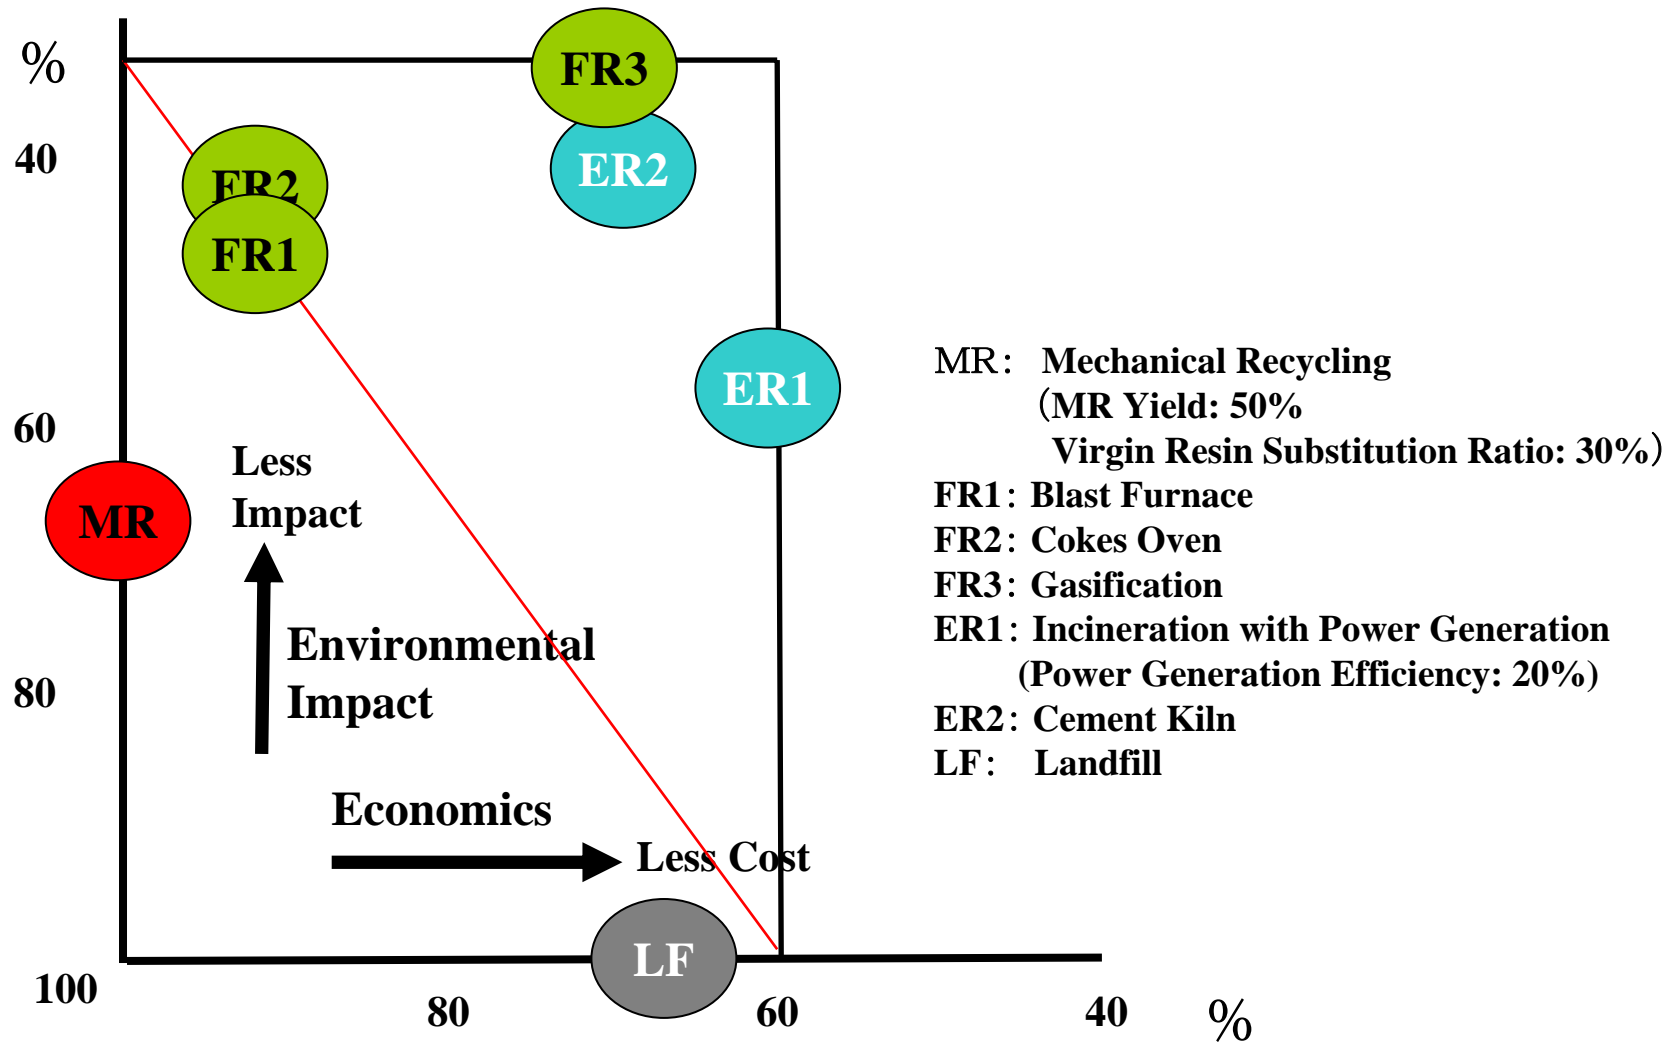 %
40
60
80
100
80
60
40
%
FR3
ER2
FR2
FR1
ER1
MR
LF
Less
Impact
Environmental
Impact
Economics
Less Cost
MR： Mechanical Recycling
（MR Yield: 50%
Virgin Resin Substitution Ratio: 30%）
FR1：Blast Furnace
FR2：Cokes Oven
FR3：Gasification
ER1：Incineration with Power Generation
(Power Generation Efficiency: 20%)
ER2：Cement Kiln
LF： Landfill